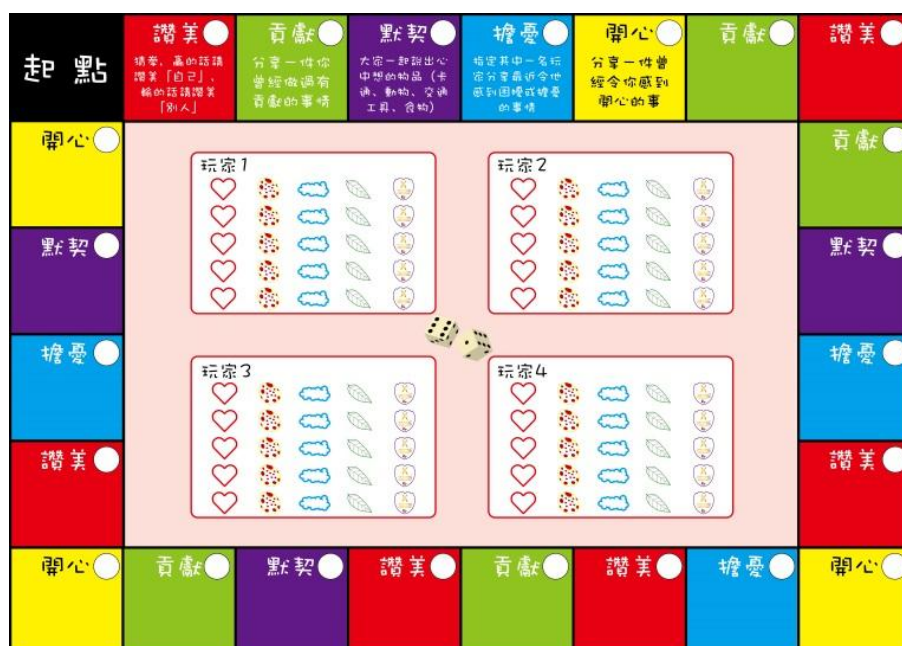 起點
讚美
猜拳，贏的話請
讚美「自己」，
輸的話請讚美
「別人」
貢獻
分享一件你
曾經做過有
貢獻的事情
默契
大家一起說出心
中想的物品（卡
通、動物、交通
工具、食物）
擔憂
指定其中一名玩
家分享最近令他
感到困擾或擔憂
的事情
開心
分享一件曾
經令你感到
開心的事
貢獻
讚美
開心
貢獻
默契
默契
擔憂
擔憂
讚美
讚美
玩家1
玩家2
玩家3
玩家4
開心
貢獻
默契
讚美
貢獻
讚美
擔憂
開心